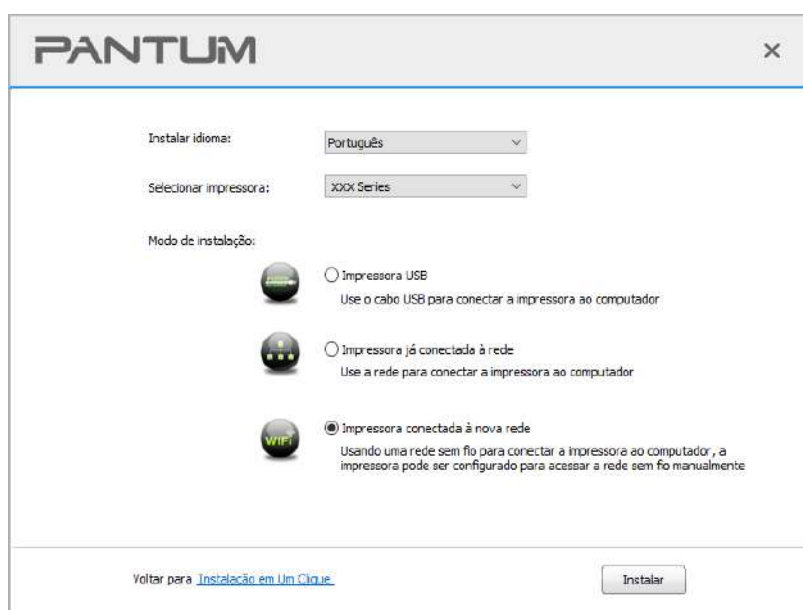 PANTUM
Instalar idioma:
Português
Selecionar impressora:
XXX Series
Modo de instalação:
Impressora USB
Use o cabo USB para conectar a impressora ao computador
Impressora já conectada à rede
Use a rede para conectar a impressora ao computador
WiFi
Impressora conectada à nova rede
Usando uma rede sem fio para conectar a impressora ao computador, a
impressora pode ser configurado para acessar a rede sem fio manualmente
Voltar para Instalação em Um Clique
Instalar